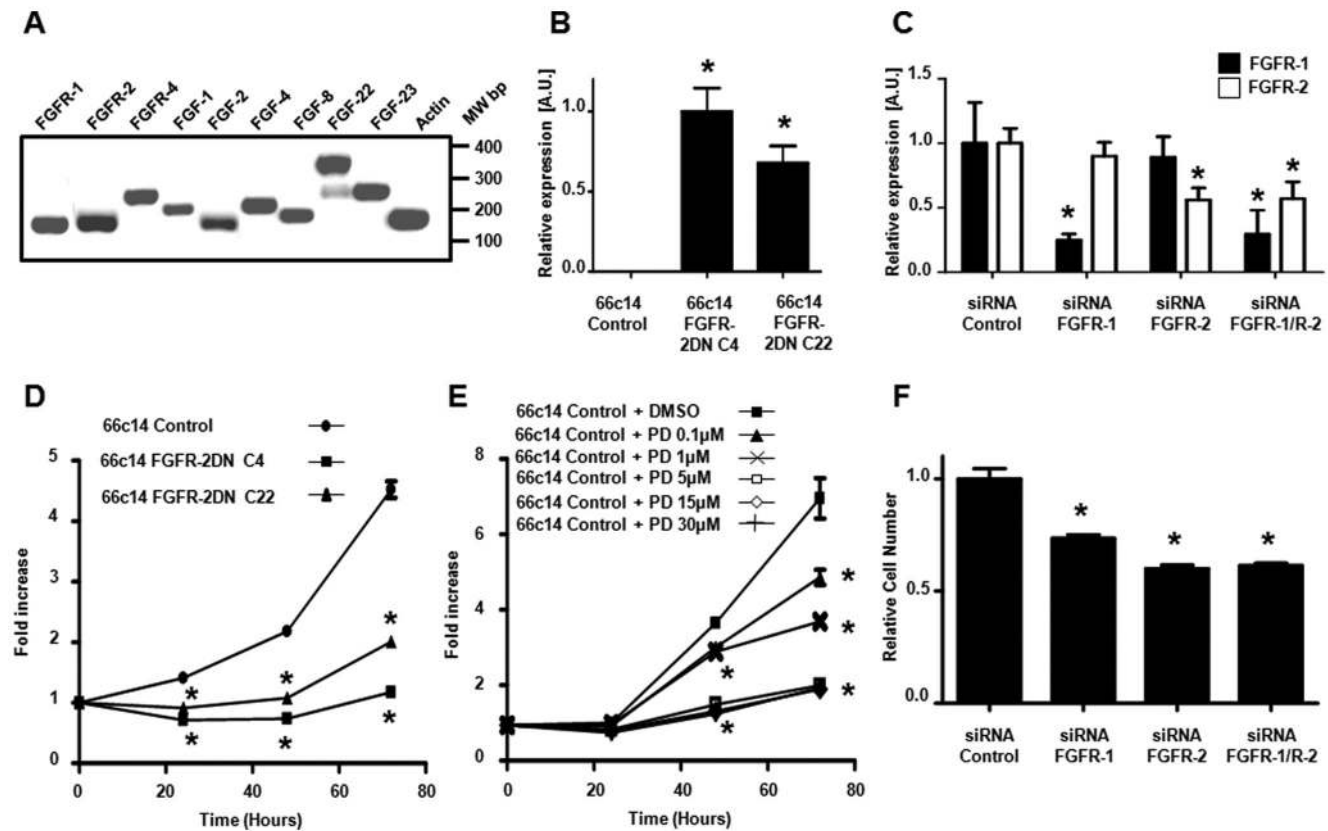 A
FGFR-1
FGFR-2
FGFR-4
FGF-1
FGF-2
FGF-4
FGF-8
FGF-22
FGF-23
Actin
MW bp
400
300
200
100
B
Relative expression [A.U.]
1.0
0.5
0.0
*
*
66c14
Control
66c14
FGFR-
2DN C4
66c14
FGFR-
2DN C22
C
FGFR-1
FGFR-2
Relative expression [A.U.]
1.5
1.0
0.5
0.0
*
*
*
*
siRNA
Control
siRNA
FGFR-1
siRNA
FGFR-2
siRNA
FGFR-1/R-2
D
66c14 Control
66c14 FGFR-2DN C4
66c14 FGFR-2DN C22
Fold increase
5
4
3
2
1
0
*
*
*
*
*
*
0
20
40
60
80
Time (Hours)
E
66c14 Control + DMSO
66c14 Control + PD 0.1µM
66c14 Control + PD 1µM
66c14 Control + PD 5µM
66c14 Control + PD 15µM
66c14 Control + PD 30µM
Fold increase
8
6
4
2
0
*
*
*
*
*
0
20
40
60
80
Time (Hours)
F
Relative Cell Number
1.0
0.5
0.0
*
*
*
siRNA
Control
siRNA
FGFR-1
siRNA
FGFR-2
siRNA
FGFR-1/R-2